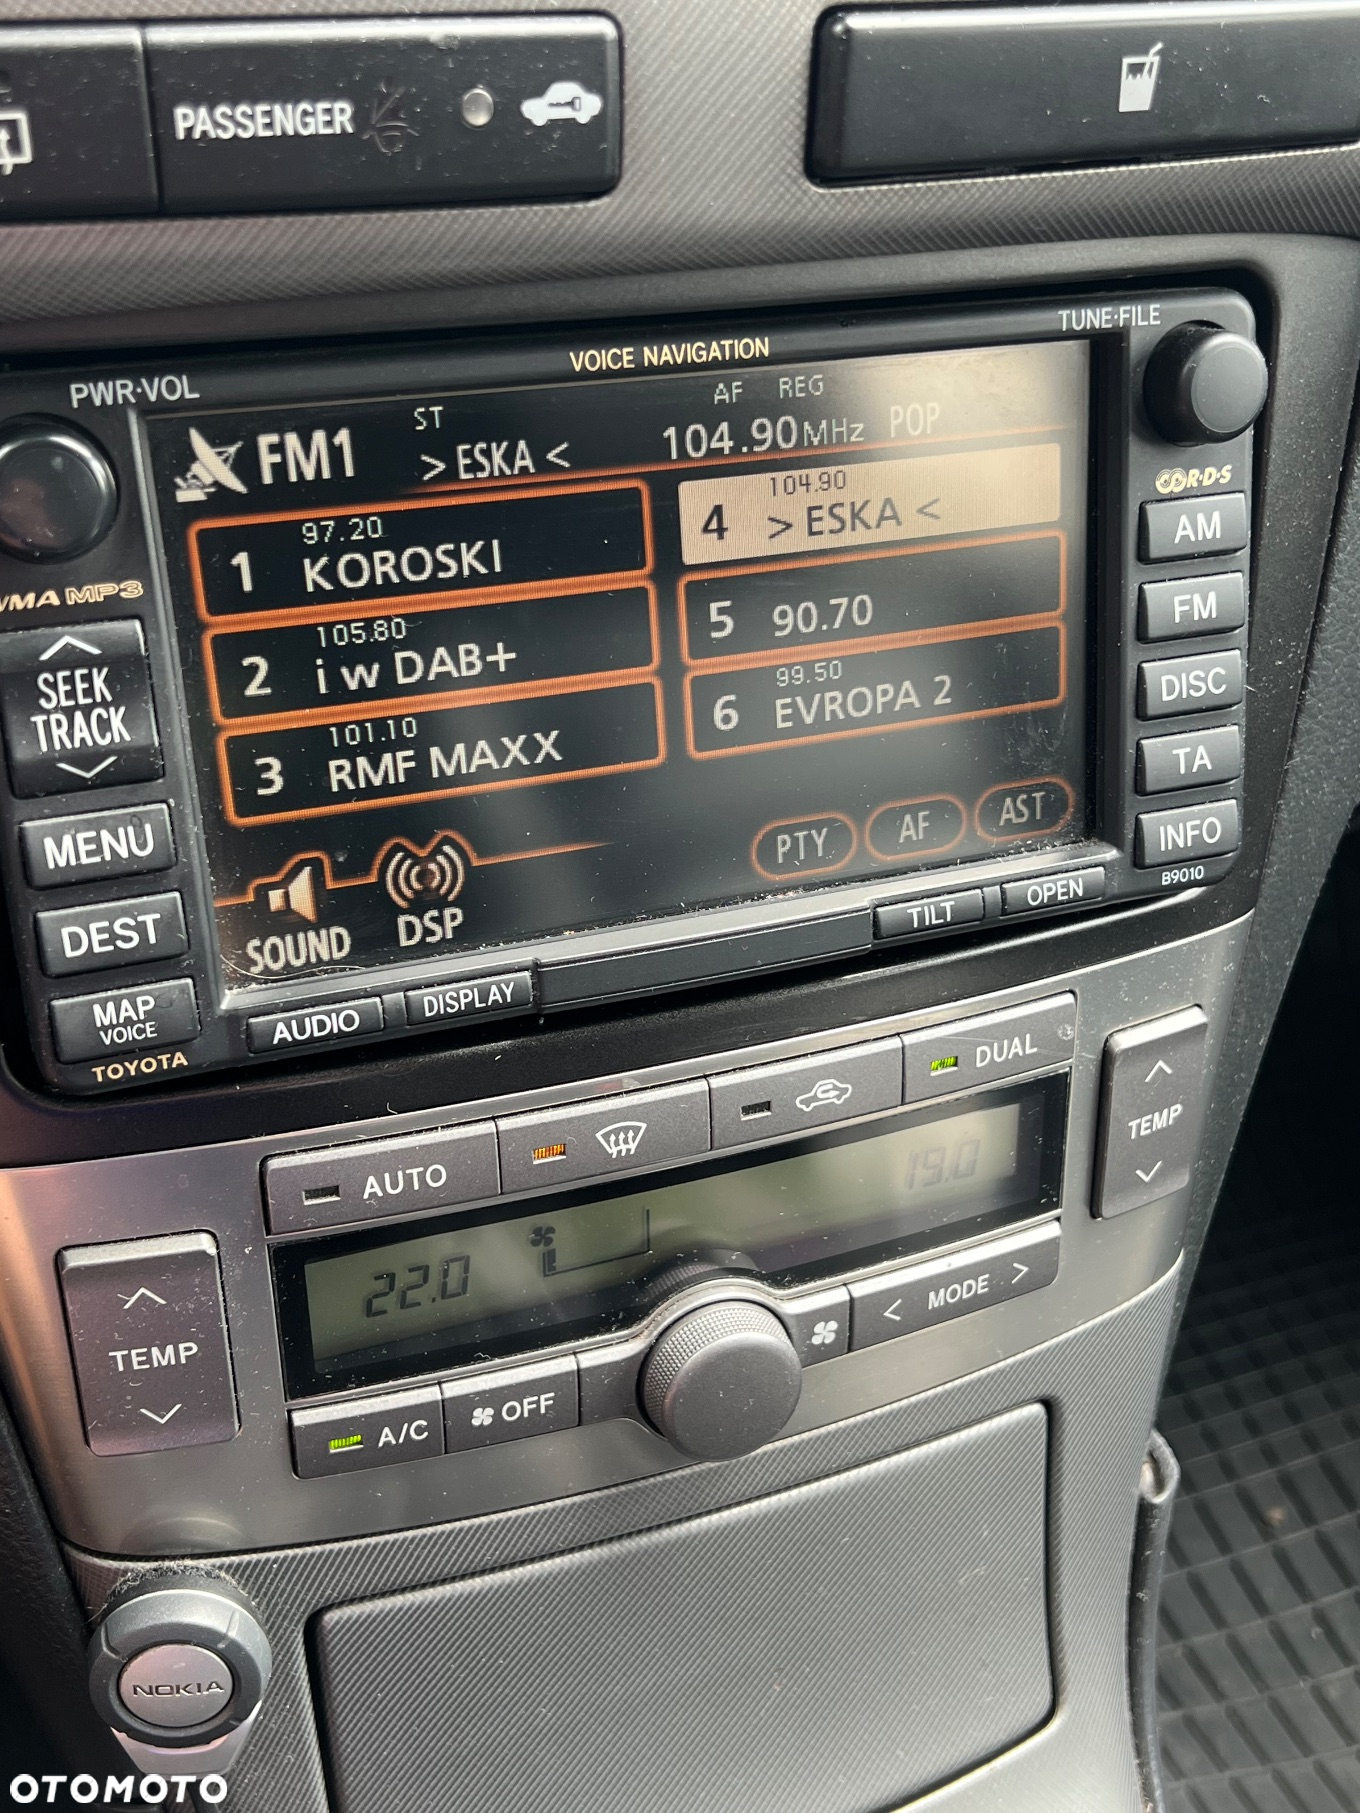 PASSENGER
VOICE NAVIGATION
TUNE·FILE
PWR·VOL
FM1
ST
>ESKA<
AF REG
104.90MHz POP
1
97.20
KOROSKI
4
104.90
>ESKA<
2
105.80
i w DAB+
5
90.70
3
101.10
RMF MAXX
6
99.50
EVROPA 2
SOUND
DSP
PTY
AF
AST
WMA MP3
SEEK
TRACK
MENU
DEST
MAP
VOICE
TOYOTA
R·D·S
AM
FM
DISC
TA
INFO
B9010
AUDIO
DISPLAY
TILT
OPEN
AUTO
DUAL
TEMP
22.0
19.0
TEMP
A/C
OFF
< MODE >
NOKIA
OTOMOTO